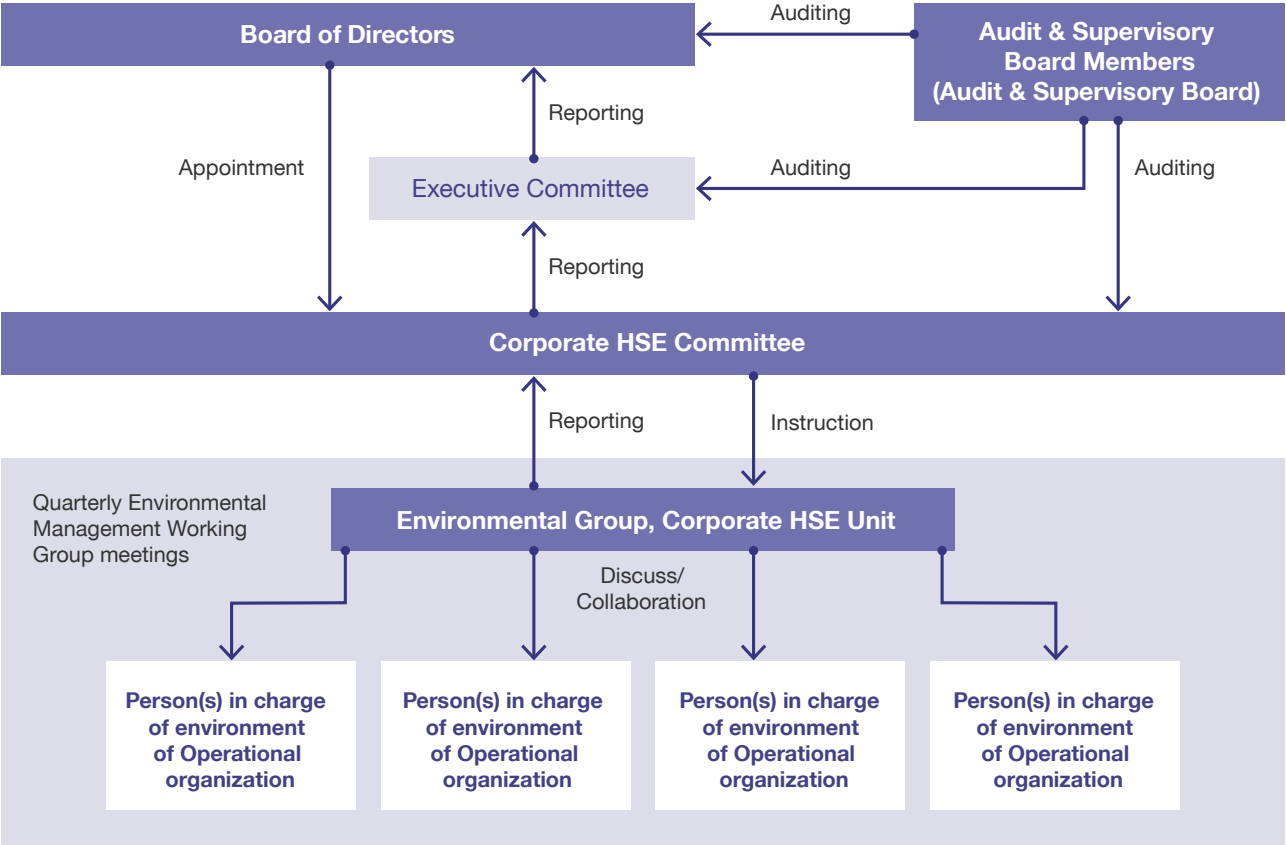 Board of Directors
Auditing
Audit & Supervisory
Board Members
(Audit & Supervisory Board)
Reporting
Appointment
Executive Committee
Auditing
Auditing
Reporting
Corporate HSE Committee
Reporting
Instruction
Quarterly Environmental
Management Working
Group meetings
Environmental Group, Corporate HSE Unit
Discuss/
Collaboration
Person(s) in charge
of environment
of Operational
organization
Person(s) in charge
of environment
of Operational
organization
Person(s) in charge
of environment
of Operational
organization
Person(s) in charge
of environment
of Operational
organization